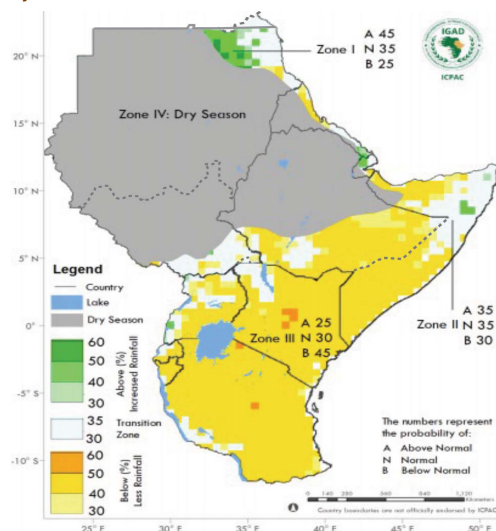 IGAD
ICPAC
20° N
15° N
10° N
5° N
0°
-5° S
-10° S
A 45
Zone I N 35
B 25
Zone IV: Dry Season
A 35
Zone II N 35
B 30
A 25
Zone III N 30
B 45
Legend
Country
Lake
Dry Season
60
50
40
30
Above (%)
Increased Rainfall
35
30
Transition
Zone
60
50
40
30
Below (%)
Less Rainfall
The numbers represent
the probability of:
A Above Normal
N Normal
B Below Normal
Country boundaries are not officially endorsed by ICPAC
25° E
30° E
35° E
40° E
45° E
50° E